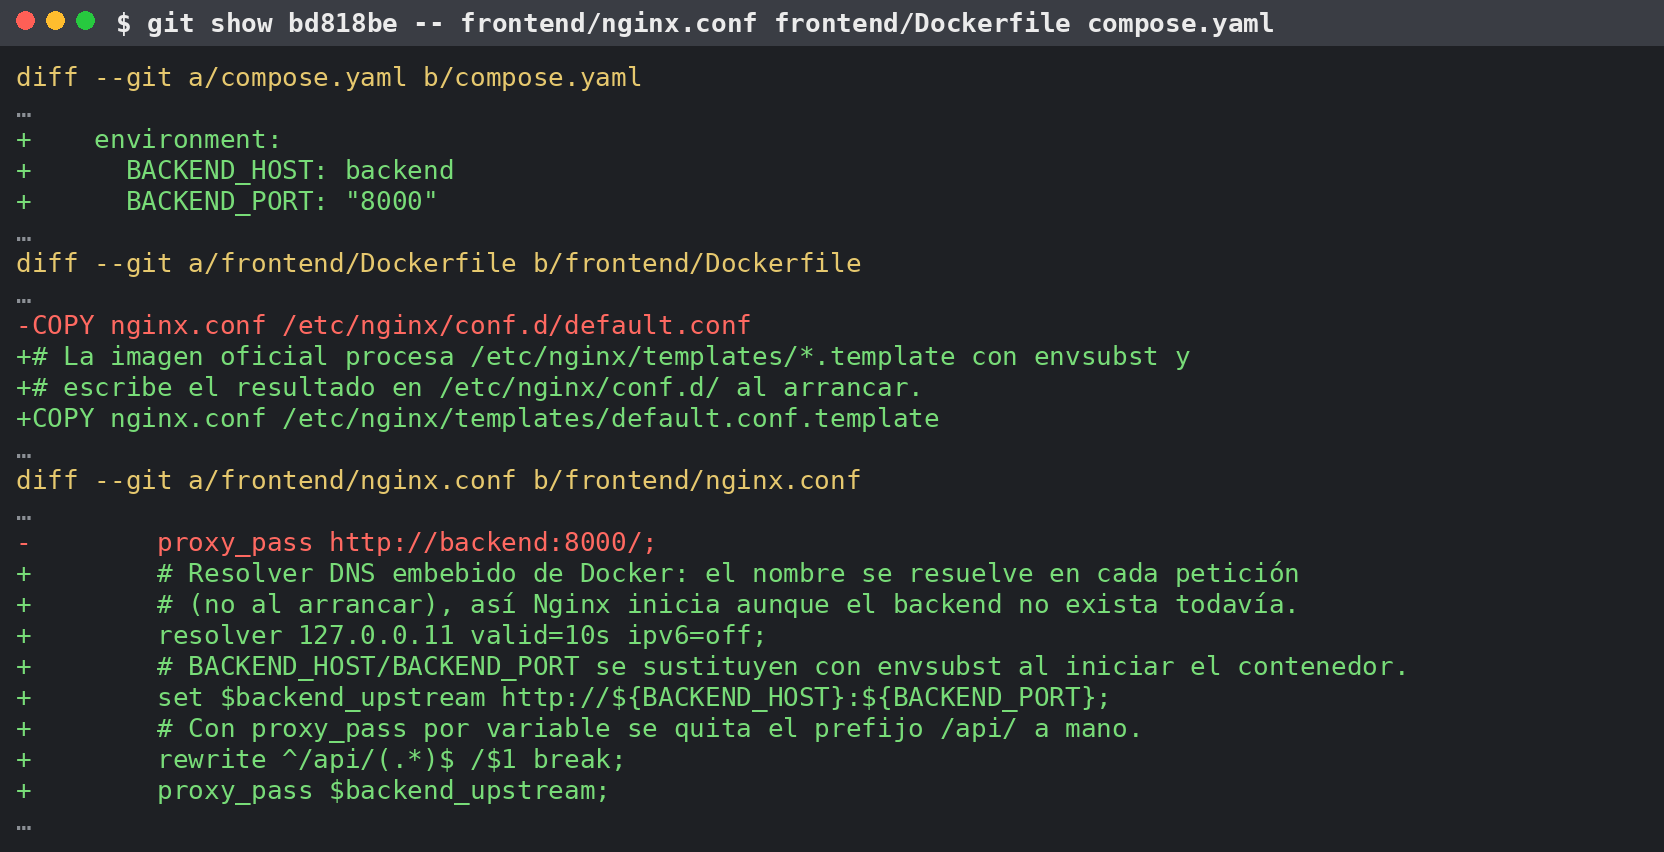 $ git show bd818be -- frontend/nginx.conf frontend/Dockerfile compose.yaml
diff --git a/compose.yaml b/compose.yaml
…
+    environment:
+      BACKEND_HOST: backend
+      BACKEND_PORT: "8000"
…
diff --git a/frontend/Dockerfile b/frontend/Dockerfile
…
-COPY nginx.conf /etc/nginx/conf.d/default.conf
+# La imagen oficial procesa /etc/nginx/templates/*.template con envsubst y
+# escribe el resultado en /etc/nginx/conf.d/ al arrancar.
+COPY nginx.conf /etc/nginx/templates/default.conf.template
…
diff --git a/frontend/nginx.conf b/frontend/nginx.conf
…
-        proxy_pass http://backend:8000/;
+        # Resolver DNS embebido de Docker: el nombre se resuelve en cada petición
+        # (no al arrancar), así Nginx inicia aunque el backend no exista todavía.
+        resolver 127.0.0.11 valid=10s ipv6=off;
+        # BACKEND_HOST/BACKEND_PORT se sustituyen con envsubst al iniciar el contenedor.
+        set $backend_upstream http://${BACKEND_HOST}:${BACKEND_PORT};
+        # Con proxy_pass por variable se quita el prefijo /api/ a mano.
+        rewrite ^/api/(.*)$ /$1 break;
+        proxy_pass $backend_upstream;
…